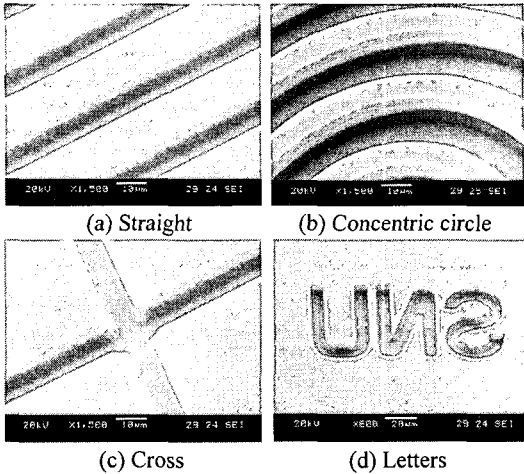 20kV X1,500 10µm 29 24 SEI
(a) Straight
20kV X1,500 10µm 29 25 SEI
(b) Concentric circle
20kV X1,500 10µm 29 24 SEI
(c) Cross
UNS
20kV X800 20µm 29 24 SEI
(d) Letters